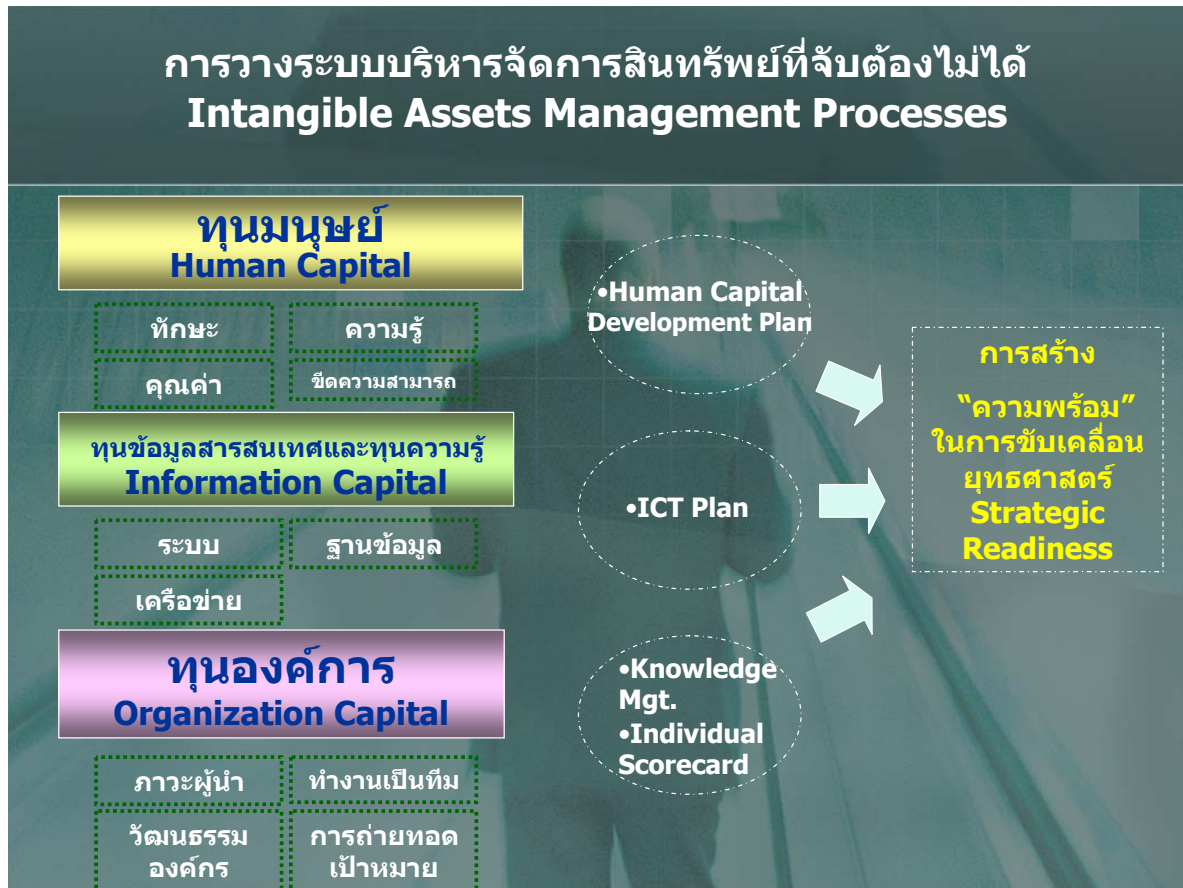 การวางระบบบริหารจัดการสินทรัพย์ที่จับต้องไม่ได้
Intangible Assets Management Processes
ทุนมนุษย์
Human Capital
ทักษะ
ความรู้
คุณค่า
ขีดความสามารถ
ทุนข้อมูลสารสนเทศและทุนความรู้
Information Capital
ระบบ
ฐานข้อมูล
เครือข่าย
ทุนองค์การ
Organization Capital
ภาวะผู้นำ
ทำงานเป็นทีม
วัฒนธรรม
องค์กร
การถ่ายทอด
เป้าหมาย
•Human Capital
Development Plan
•ICT Plan
•Knowledge
Mgt.
•Individual
Scorecard
การสร้าง
“ความพร้อม”
ในการขับเคลื่อน
ยุทธศาสตร์
Strategic
Readiness